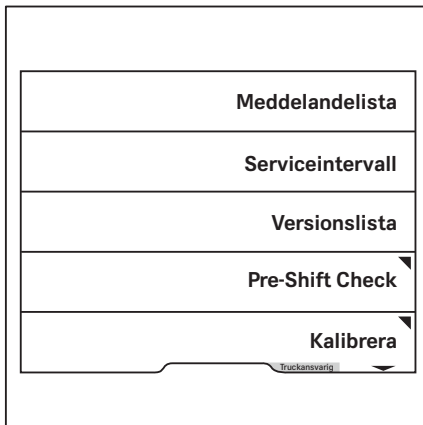 Meddelandelista
Serviceintervall
Versionslista
Pre-Shift Check
Kalibrera
Truckansvarig